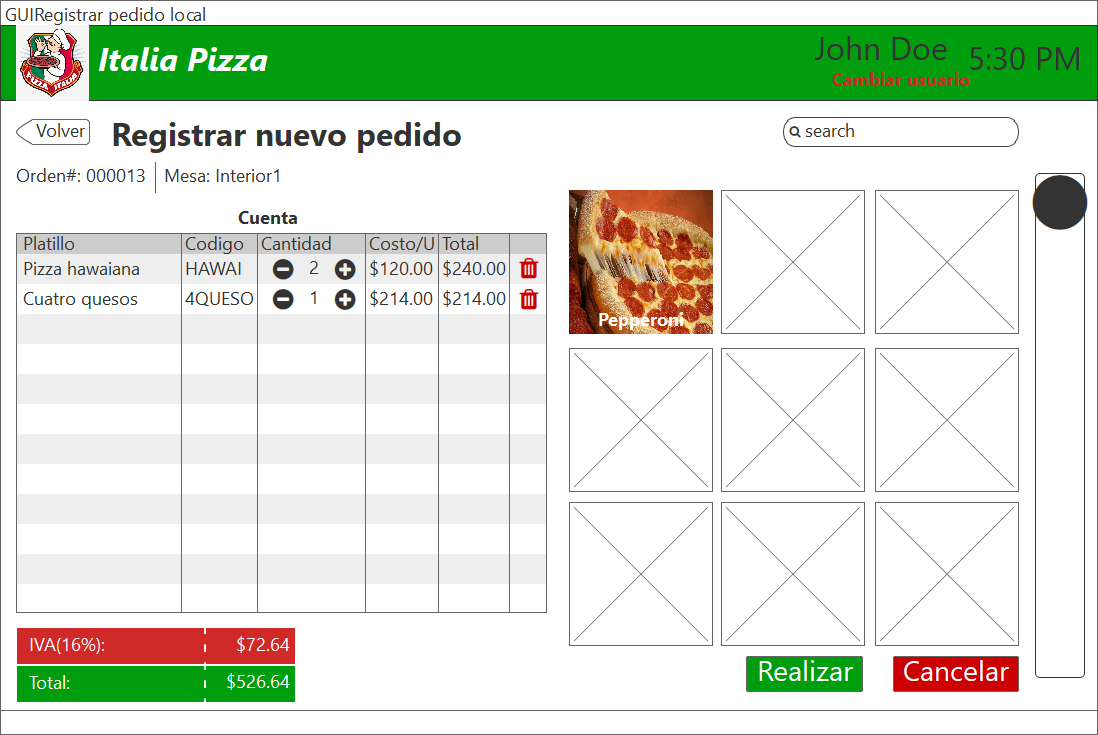 GUIRegistrar pedido local
PIZZA ITALIA
Italia Pizza
John Doe
5:30 PM
Cambiar usuario
Volver
Registrar nuevo pedido
search
Orden#: 000013
Mesa: Interior1
Cuenta
Platillo Codigo Cantidad Costo/U Total
Pizza hawaiana HAWAI 2 $120.00 $240.00
Cuatro quesos 4QUESO 1 $214.00 $214.00
Pepperoni
IVA(16%): $72.64
Total: $526.64
Realizar
Cancelar